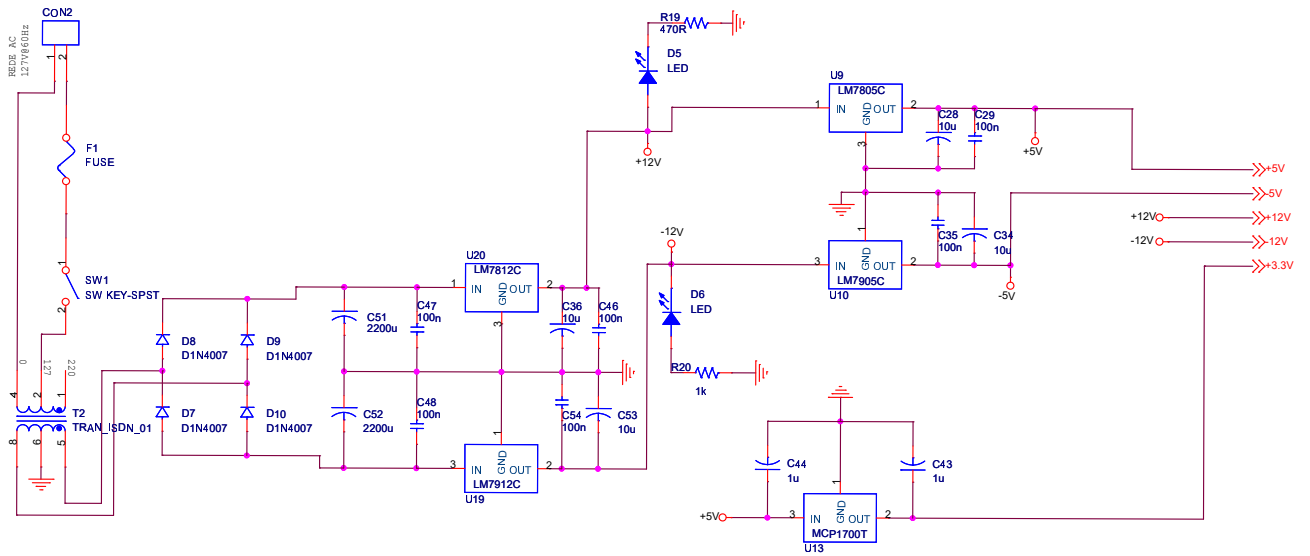 CON2
REDE AC
127V@60Hz
1
2
F1
FUSE
1
SW1
SW KEY-SPST
2
0
127
220
4
2
1
T2
TRAN_ISDN_01
8
6
5
D8
D1N4007
D9
D1N4007
D7
D1N4007
D10
D1N4007
C51
2200u
C47
100n
C52
2200u
C48
100n
U20
LM7812C
1
IN
GND
OUT
2
3
C36
10u
C46
100n
1
3
IN
GND
OUT
2
LM7912C
U19
C54
100n
C53
10u
R19
470R
D5
LED
+12V
-12V
D6
LED
R20
1k
U9
LM7805C
1
IN
GND
OUT
2
3
C28
10u
C29
100n
+5V
1
3
IN
GND
OUT
2
LM7905C
U10
C35
100n
C34
10u
-5V
+5V
-5V
+12V
+12V
-12V
-12V
+3.3V
C44
1u
C43
1u
1
+5V
3
IN
GND
OUT
2
MCP1700T
U13